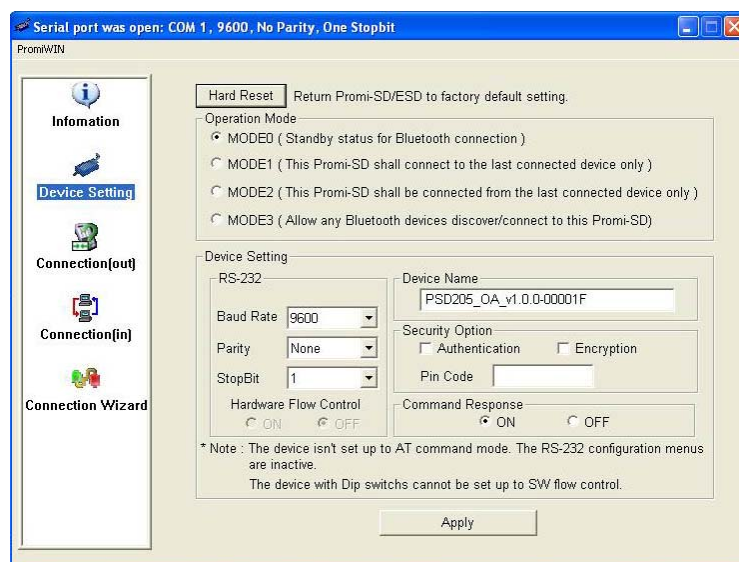 Serial port was open: COM 1, 9600, No Parity, One Stopbit
PromiWIN
Infomation
Device Setting
Connection(out)
Connection(in)
Connection Wizard
Hard Reset Return Promi-SD/ESD to factory default setting.
Operation Mode
MODE0 ( Standby status for Bluetooth connection )
MODE1 ( This Promi-SD shall connect to the last connected device only )
MODE2 ( This Promi-SD shall be connected from the last connected device only )
MODE3 ( Allow any Bluetooth devices discover/connect to this Promi-SD)
Device Setting
RS-232
Baud Rate 9600
Parity None
StopBit 1
Hardware Flow Control
ON OFF
Device Name
PSD205_OA_v1.0.0-00001F
Security Option
Authentication Encryption
Pin Code
Command Response
ON OFF
* Note : The device isn't set up to AT command mode. The RS-232 configuration menus
are inactive.
The device with Dip switchs cannot be set up to SW flow control.
Apply